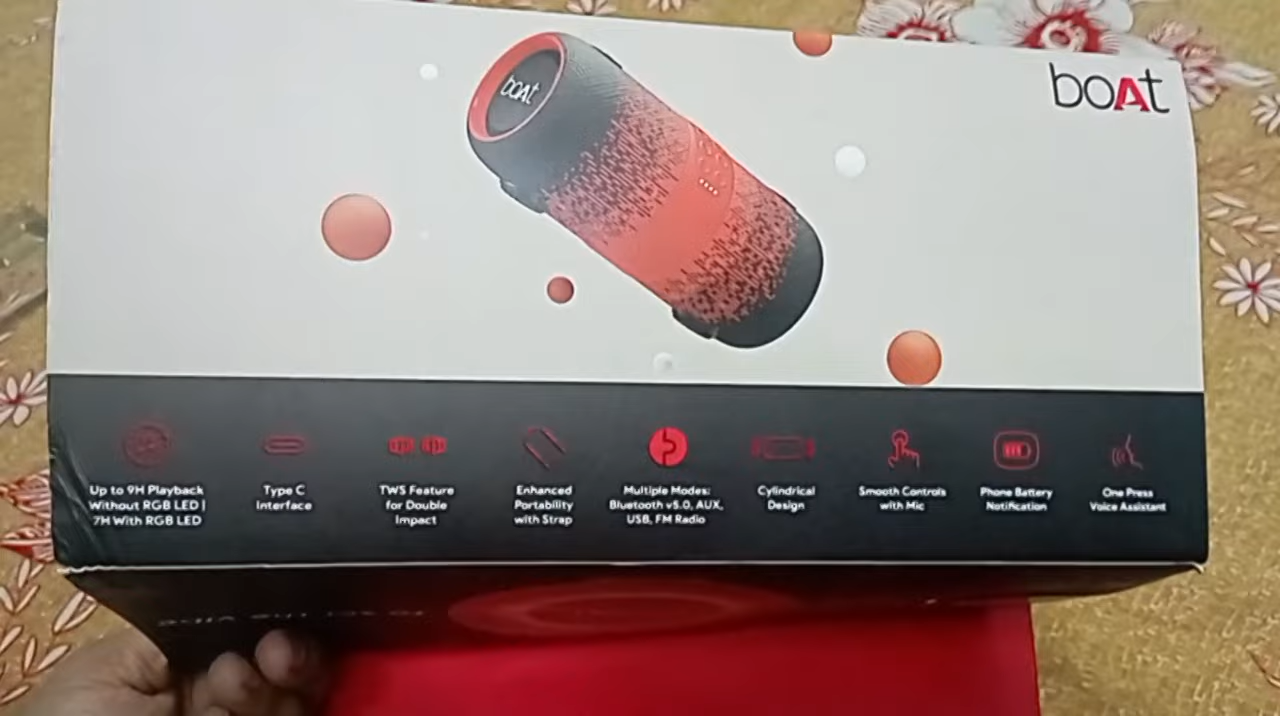 boAt
boAt
Up to 9H Playback
Without RGB LED |
7H With RGB LED
Type C
Interface
TWS Feature
for Double
Impact
Enhanced
Portability
with Strap
Multiple Modes:
Bluetooth v5.0, AUX,
USB, FM Radio
Cylindrical
Design
Smooth Controls
with Mic
Phone Battery
Notification
One Press
Voice Assistant